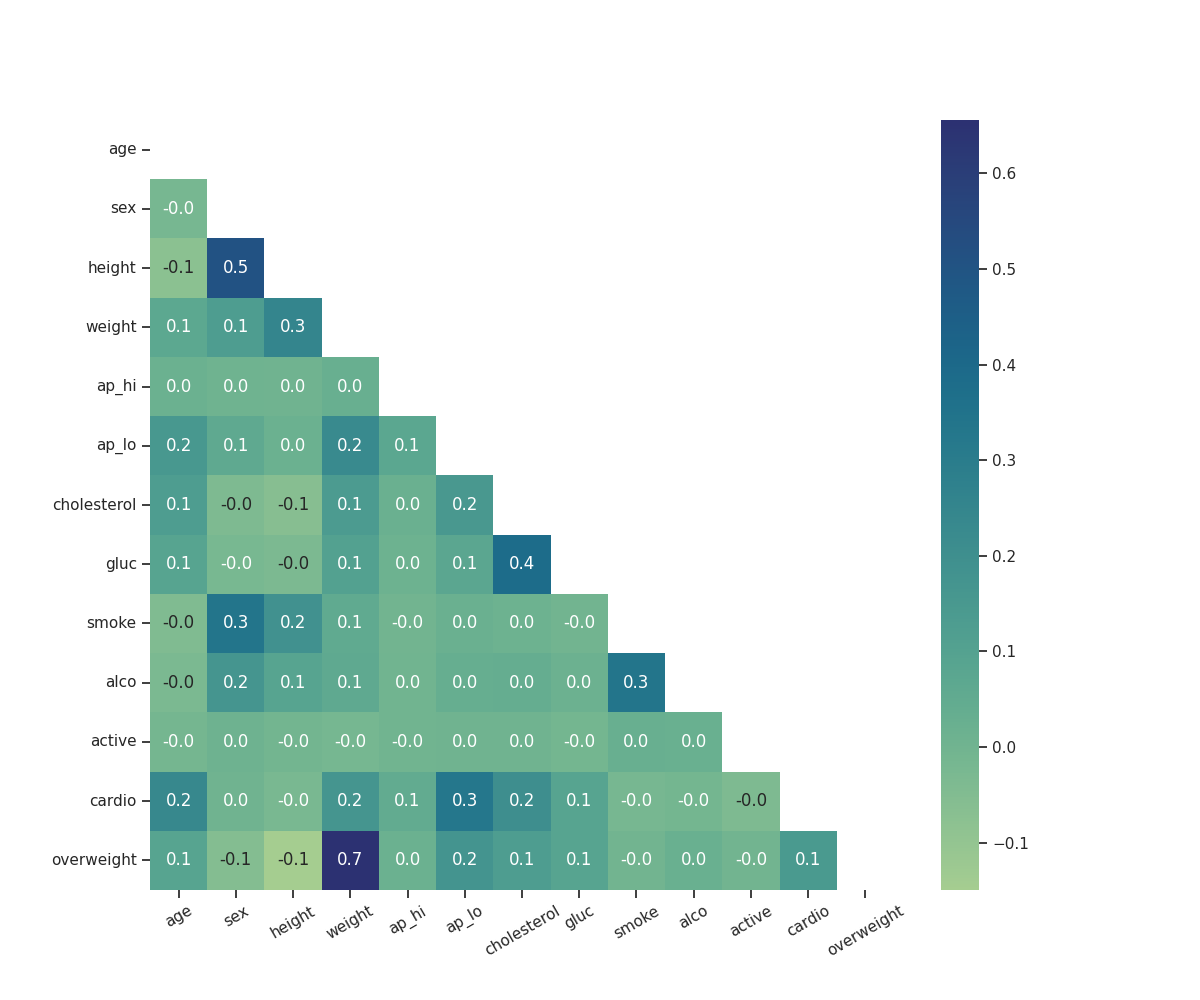 age
sex -0.0
height -0.1 0.5
weight 0.1 0.1 0.3
ap_hi 0.0 0.0 0.0 0.0
ap_lo 0.2 0.1 0.0 0.2 0.1
cholesterol 0.1 -0.0 -0.1 0.1 0.0 0.2
gluc 0.1 -0.0 -0.0 0.1 0.0 0.1 0.4
smoke -0.0 0.3 0.2 0.1 -0.0 0.0 0.0 -0.0
alco -0.0 0.2 0.1 0.1 0.0 0.0 0.0 0.0 0.3
active -0.0 0.0 -0.0 -0.0 -0.0 0.0 0.0 -0.0 0.0 0.0
cardio 0.2 0.0 -0.0 0.2 0.1 0.3 0.2 0.1 -0.0 -0.0 -0.0
overweight 0.1 -0.1 -0.1 0.7 0.0 0.2 0.1 0.1 -0.0 0.0 -0.0 0.1
age sex height weight ap_hi ap_lo cholesterol gluc smoke alco active cardio overweight
0.6
0.5
0.4
0.3
0.2
0.1
0.0
−0.1